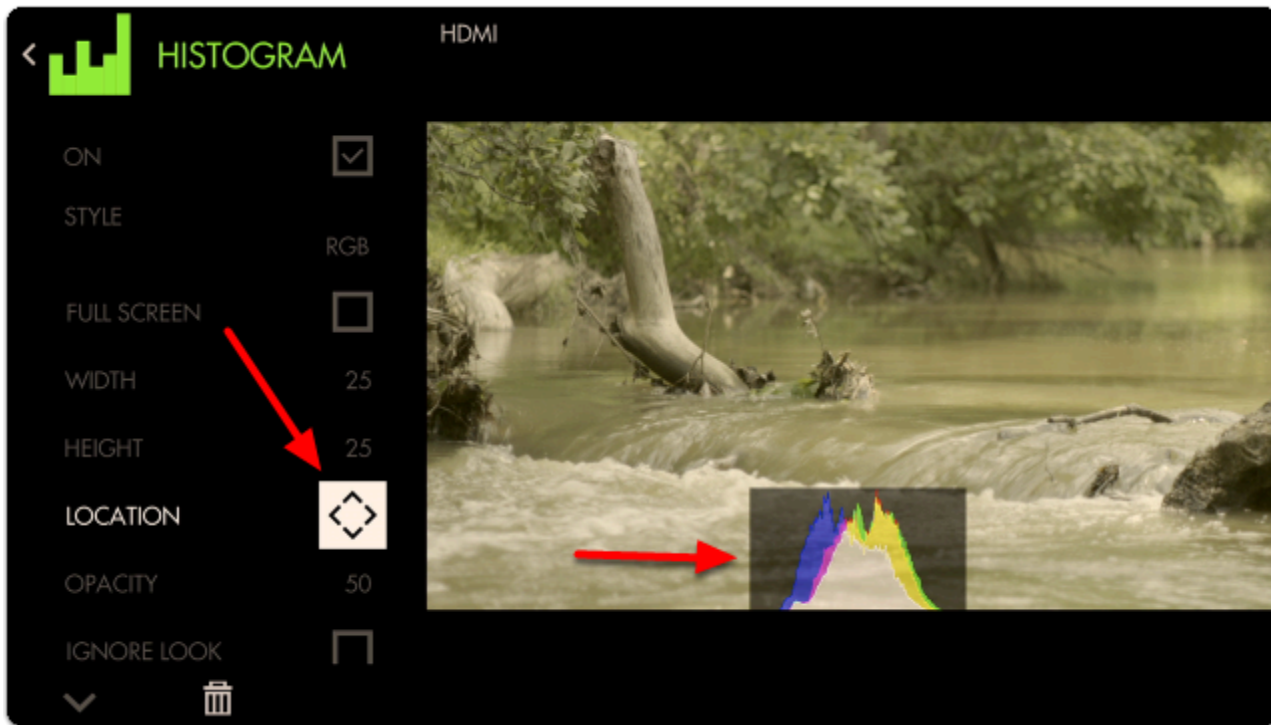 HISTOGRAM
HDMI
ON
STYLE
RGB
FULL SCREEN
WIDTH 25
HEIGHT 25
LOCATION
OPACITY 50
IGNORE LOOK